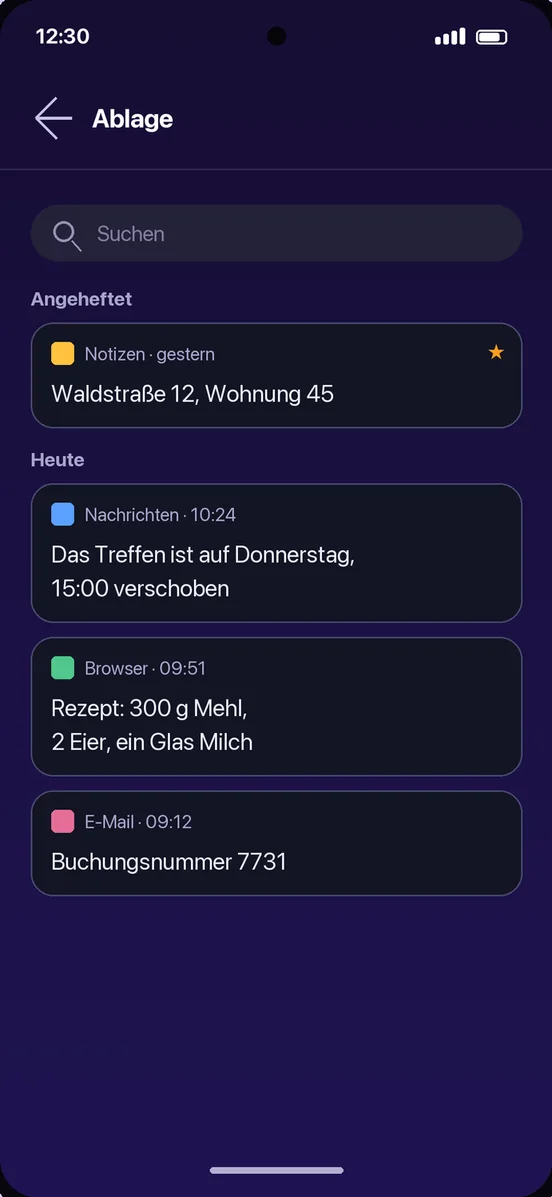 12:30
Ablage
Suchen
Angeheftet
Notizen · gestern
Waldstraße 12, Wohnung 45
Heute
Nachrichten · 10:24
Das Treffen ist auf Donnerstag,
15:00 verschoben
Browser · 09:51
Rezept: 300 g Mehl,
2 Eier, ein Glas Milch
E-Mail · 09:12
Buchungsnummer 7731